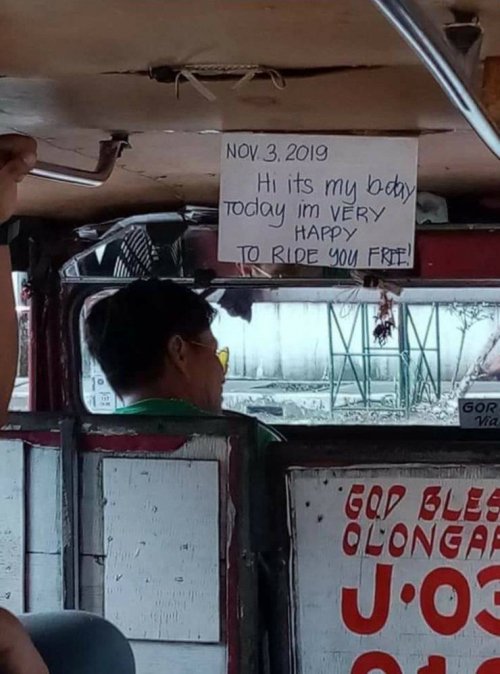 NOV. 3, 2019
Hi its my bday
Today im VERY
HAPPY
TO RIDE YOU FREE!
GOD BLES
OLONGAP
J·03